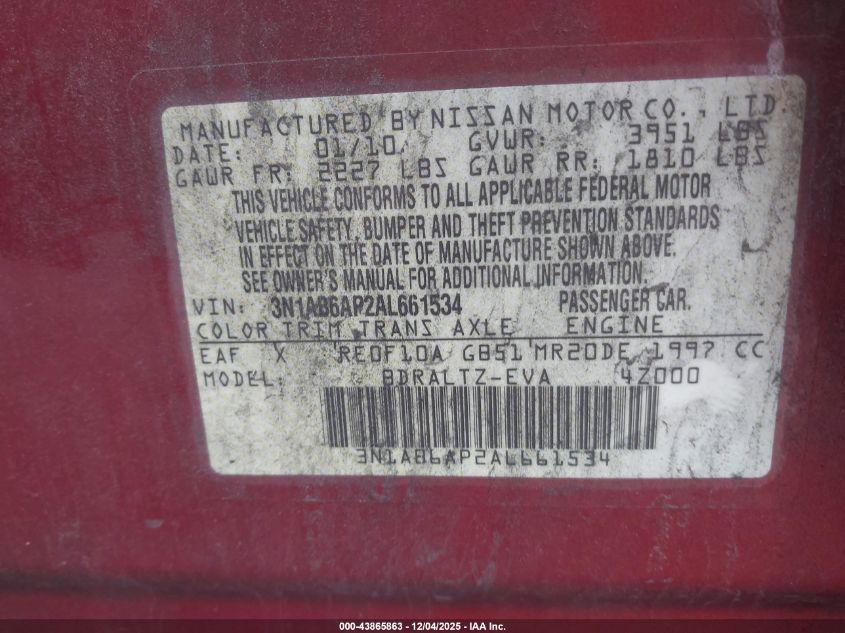 MANUFACTURED BY NISSAN MOTOR CO., LTD.
DATE: 01/10 GVWR: 3951 LBS
GAWR FR: 2227 LBS GAWR RR: 1810 LBS
THIS VEHICLE CONFORMS TO ALL APPLICABLE FEDERAL MOTOR
VEHICLE SAFETY, BUMPER AND THEFT PREVENTION STANDARDS
IN EFFECT ON THE DATE OF MANUFACTURE SHOWN ABOVE.
SEE OWNER'S MANUAL FOR ADDITIONAL INFORMATION.
VIN: 3N1AB6AP2AL661534 PASSENGER CAR.
COLOR TRIM TRANS AXLE ENGINE
EAF X RE0F10A GB51 MR20DE 1997 CC
MODEL: BDRALTZ-EVA 4Z000
3N1AB6AP2AL661534
000-43865863 - 12/04/2025 - IAA Inc.